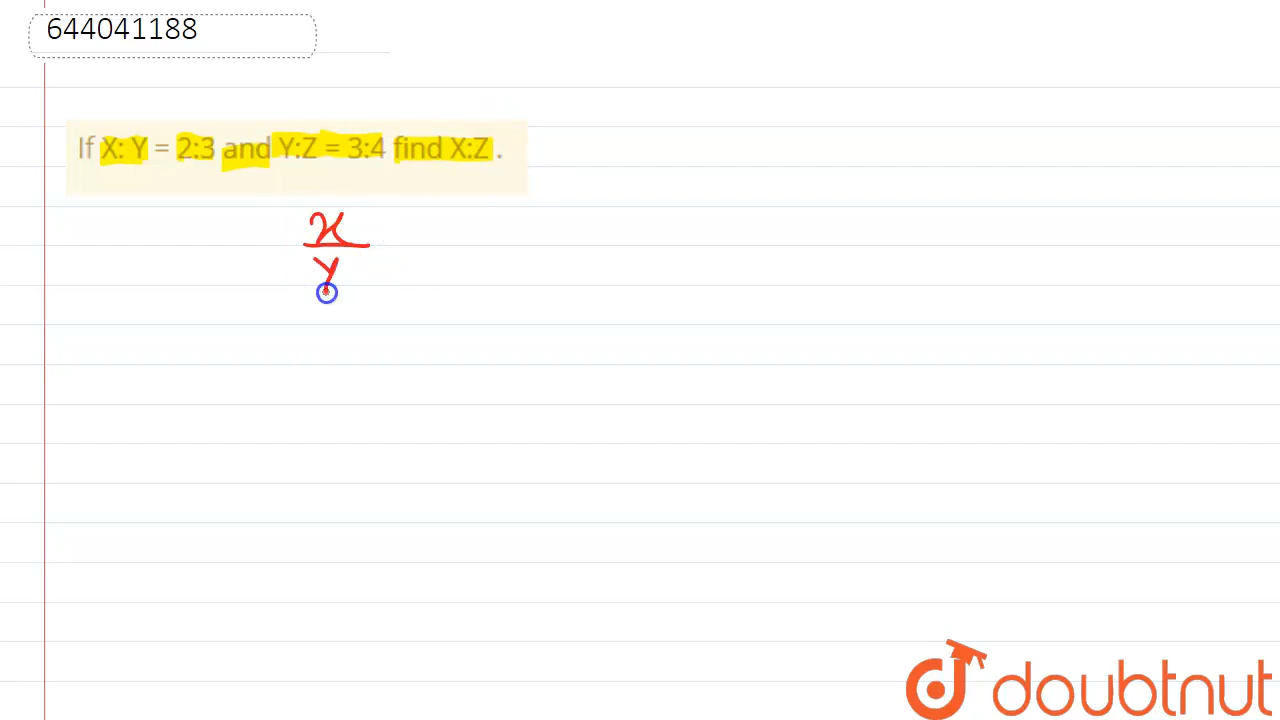 644041188
If X: Y = 2:3 and Y:Z = 3:4 find X:Z .
x
Y
doubtnut